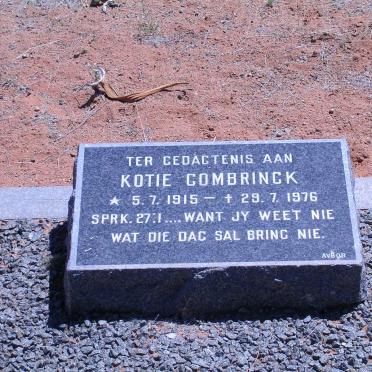 TER GEDAGTENIS AAN
KOTIE COMBRINCK
★ 5.7.1915 – † 29.7.1976
SPRK. 27:1 .... WANT JY WEET NIE
WAT DIE DAG SAL BRING NIE.
AVBOB